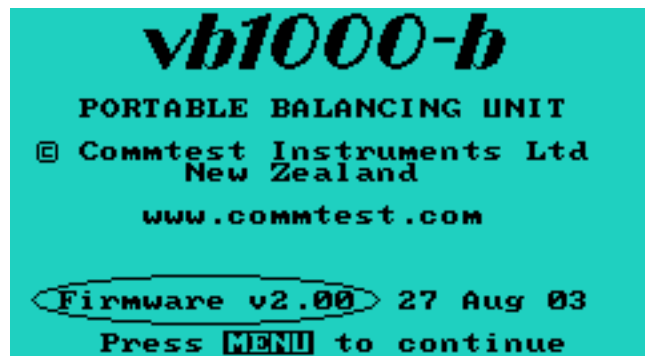 vb1000-b
PORTABLE BALANCING UNIT
© Commtest Instruments Ltd
New Zealand
www.commtest.com
Firmware v2.00 27 Aug 03
Press MENU to continue